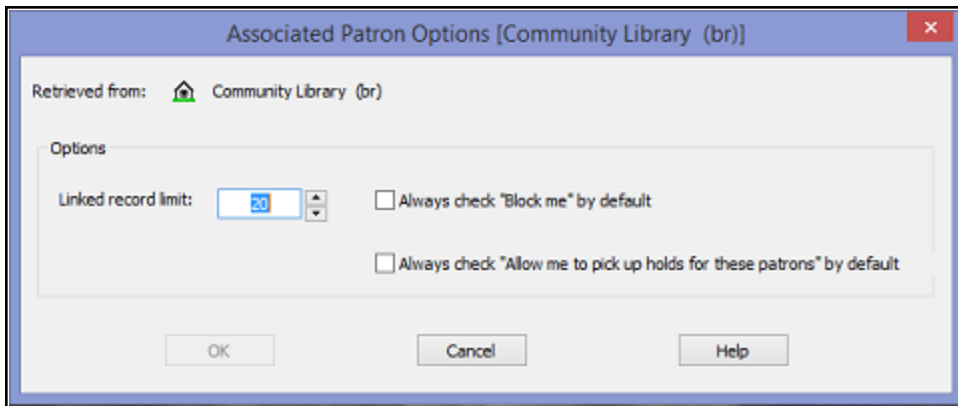 Associated Patron Options [Community Library (br)]
Retrieved from: Community Library (br)
Options
Linked record limit: 20 Always check "Block me" by default
Always check "Allow me to pick up holds for these patrons" by default
OK Cancel Help